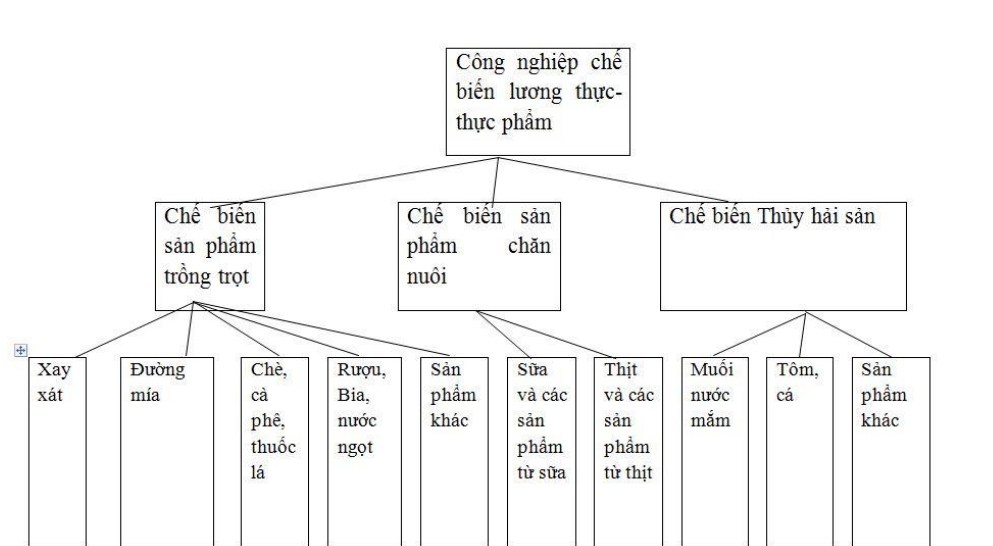 Công nghiệp chế
biến lương thực-
thực phẩm
Chế biến
sản phẩm
trồng trọt
Chế biến sản
phẩm chăn
nuôi
Chế biến Thủy hải sản
Xay
xát
Đường
mía
Chè,
cà
phê,
thuốc
lá
Rượu,
Bia,
nước
ngọt
Sản
phẩm
khác
Sữa
và các
sản
phẩm
từ sữa
Thịt
và các
sản
phẩm
từ thịt
Muối
nước
mắm
Tôm,
cá
Sản
phẩm
khác